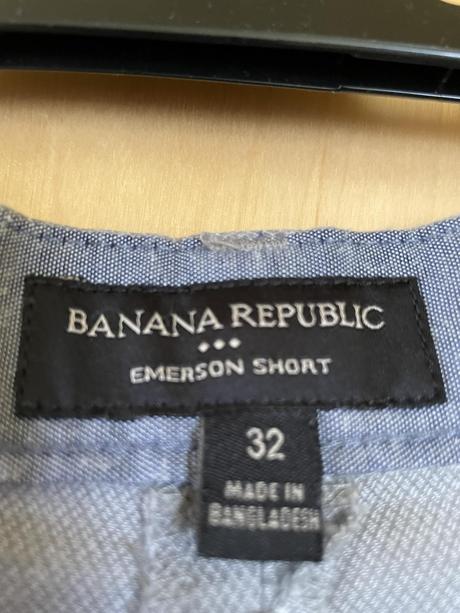 BANANA REPUBLIC
EMERSON SHORT
32
MADE IN
BANGLADESH